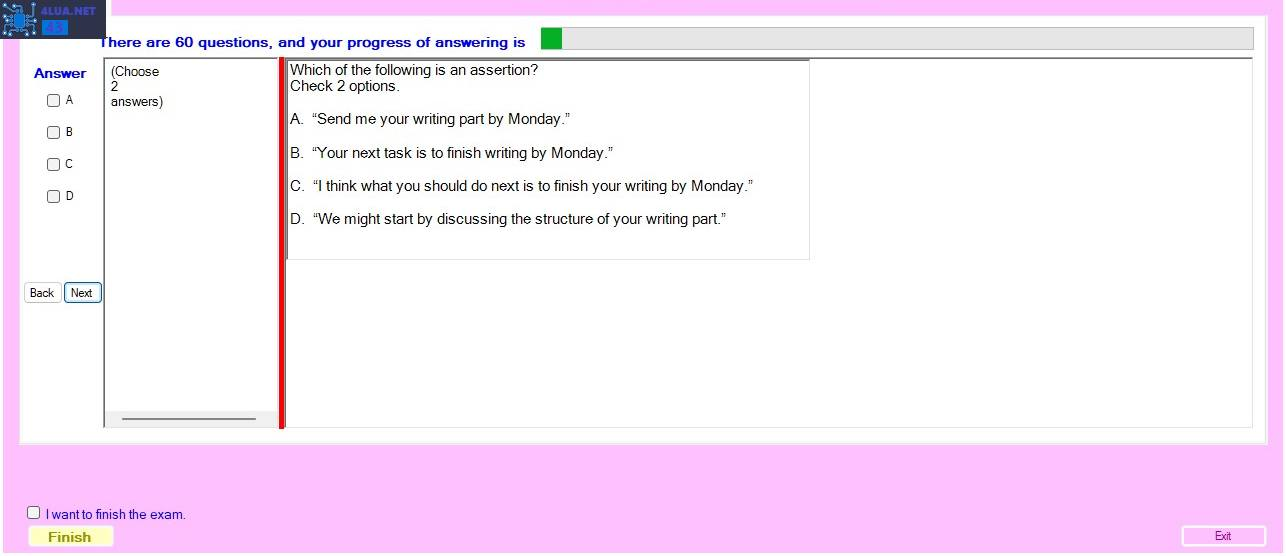 4LUA.NET
43
There are 60 questions, and your progress of answering is
Answer
A
B
C
D
Back Next
(Choose
2
answers)
Which of the following is an assertion?
Check 2 options.
A. “Send me your writing part by Monday.”
B. “Your next task is to finish writing by Monday.”
C. “I think what you should do next is to finish your writing by Monday.”
D. “We might start by discussing the structure of your writing part.”
I want to finish the exam.
Finish
Exit